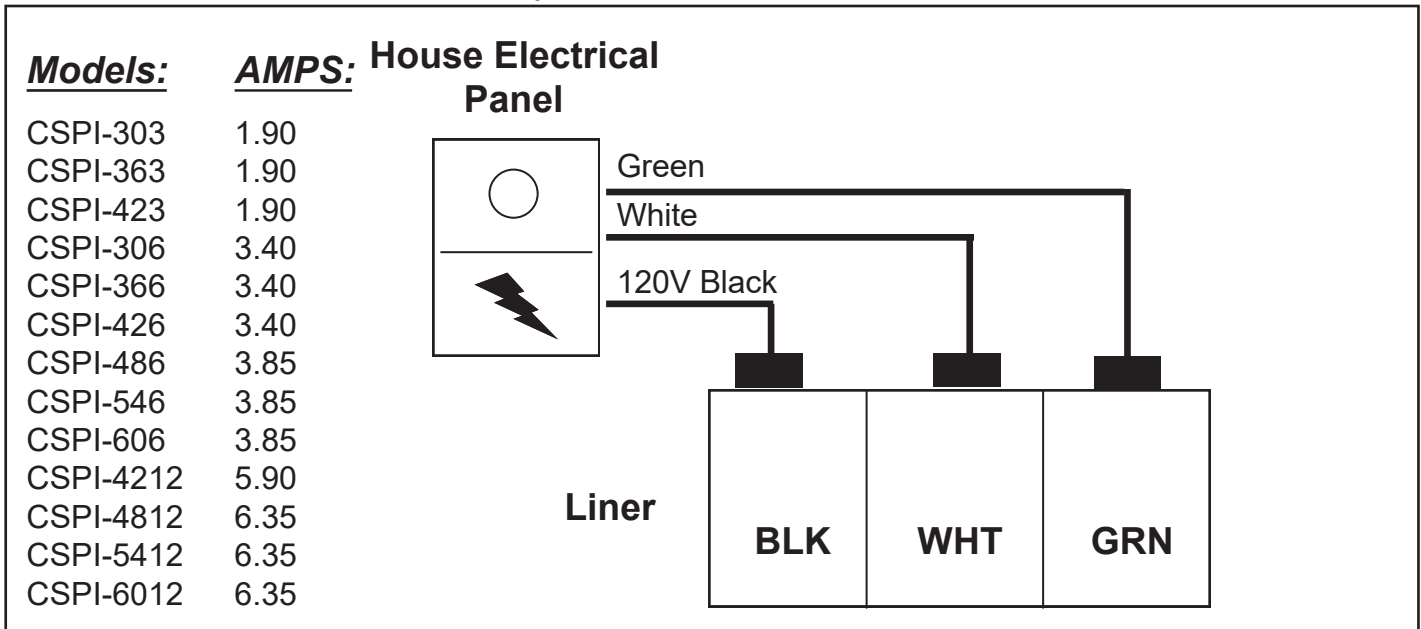 Models: AMPS:
CSPI-303 1.90
CSPI-363 1.90
CSPI-423 1.90
CSPI-306 3.40
CSPI-366 3.40
CSPI-426 3.40
CSPI-486 3.85
CSPI-546 3.85
CSPI-606 3.85
CSPI-4212 5.90
CSPI-4812 6.35
CSPI-5412 6.35
CSPI-6012 6.35
House Electrical
Panel
Green
White
120V Black
Liner
BLK WHT GRN